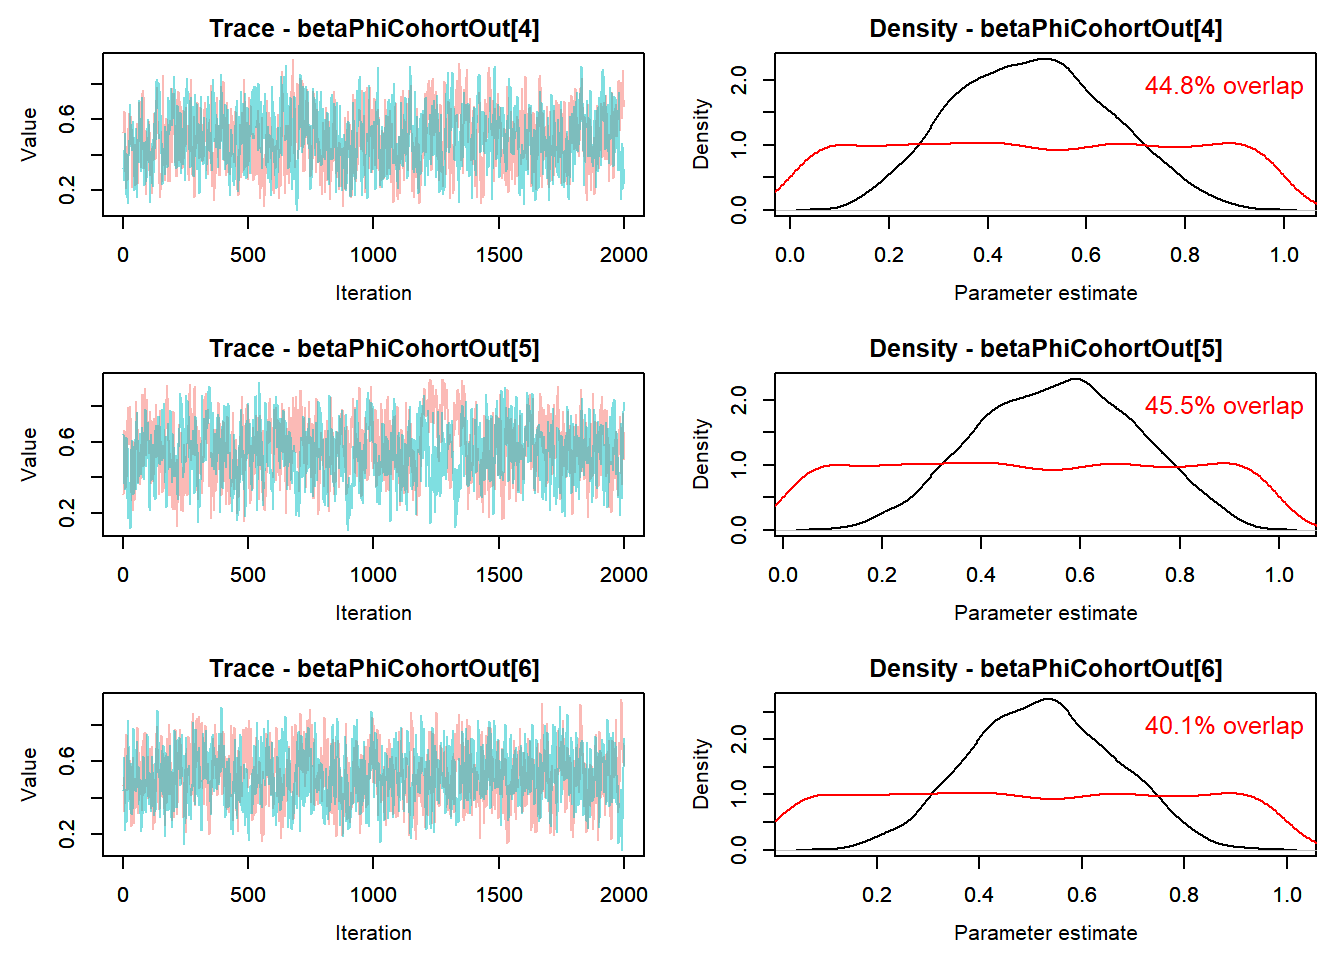 Trace - betaPhiCohortOut[4]
Value
0.2
0.6
0
500
1000
1500
2000
Iteration
Density - betaPhiCohortOut[4]
44.8% overlap
Density
0.0
1.0
2.0
0.0
0.2
0.4
0.6
0.8
1.0
Parameter estimate
Trace - betaPhiCohortOut[5]
Value
0.2
0.6
0
500
1000
1500
2000
Iteration
Density - betaPhiCohortOut[5]
45.5% overlap
Density
0.0
1.0
2.0
0.0
0.2
0.4
0.6
0.8
1.0
Parameter estimate
Trace - betaPhiCohortOut[6]
Value
0.2
0.6
0
500
1000
1500
2000
Iteration
Density - betaPhiCohortOut[6]
40.1% overlap
Density
0.0
1.0
2.0
0.2
0.4
0.6
0.8
1.0
Parameter estimate